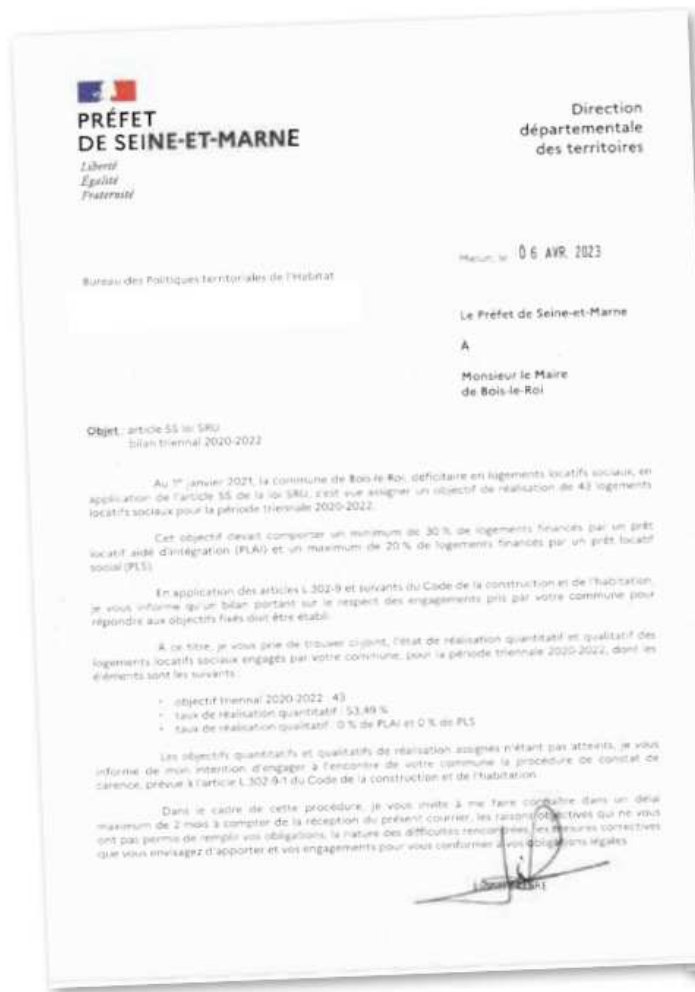 PRÉFET
DE SEINE-ET-MARNE
Liberté
Égalité
Fraternité
Direction
départementale
des territoires
Bureau des Politiques territoriales de l'Habitat
Melun, le 06 AVR. 2023
Le Préfet de Seine-et-Marne
A
Monsieur le Maire
de Bois-le-Roi
Objet : article 55 loi SRU
bilan triennal 2020-2022
Au 1er janvier 2021, la commune de Bois-le-Roi, déficitaire en logements locatifs sociaux, en
application de l'article 55 de la loi SRU, s'est vue assigner un objectif de réalisation de 43 logements
locatifs sociaux pour la période triennale 2020-2022.
Cet objectif devait comporter un minimum de 30 % de logements financés par un prêt
locatif aidé d'intégration (PLAI) et un maximum de 20 % de logements financés par un prêt locatif
social (PLS).
En application des articles L.302-9 et suivants du Code de la construction et de l'habitation,
je vous informe qu'un bilan portant sur le respect des engagements pris par votre commune pour
répondre aux objectifs fixés doit être établi.
A ce titre, je vous prie de trouver ci-joint, l'état de réalisation quantitatif et qualitatif des
logements locatifs sociaux engagés par votre commune, pour la période triennale 2020-2022, dont les
éléments sont les suivants :
• objectif triennal 2020-2022 : 43
• taux de réalisation quantitatif : 53,49 %
• taux de réalisation qualitatif : 0 % de PLAI et 0 % de PLS
Les objectifs quantitatifs et qualitatifs de réalisation assignés n'étant pas atteints, je vous
informe de mon intention d'engager à l'encontre de votre commune la procédure de constat de
carence, prévue à l'article L.302-9-1 du Code de la construction et de l'habitation.
Dans le cadre de cette procédure, je vous invite à me faire connaître dans un délai
maximum de 2 mois à compter de la réception du présent courrier, les raisons objectives qui ne vous
ont pas permis de remplir vos obligations, la nature des difficultés rencontrées, les mesures correctives
que vous envisagez d'apporter et vos engagements pour vous conformer à vos obligations légales.